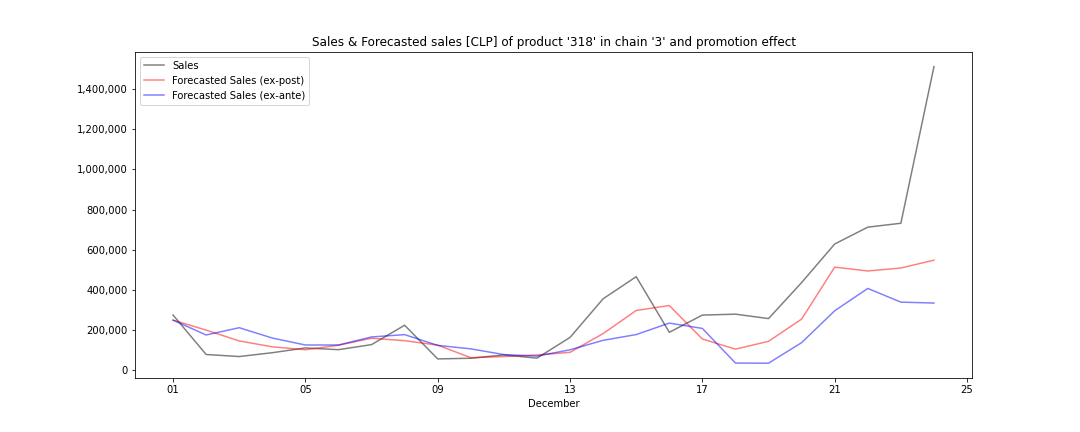 Sales & Forecasted sales [CLP] of product '318' in chain '3' and promotion effect
Sales
Forecasted Sales (ex-post)
Forecasted Sales (ex-ante)
1,400,000
1,200,000
1,000,000
800,000
600,000
400,000
200,000
0
01 05 09 13 17 21 25
December